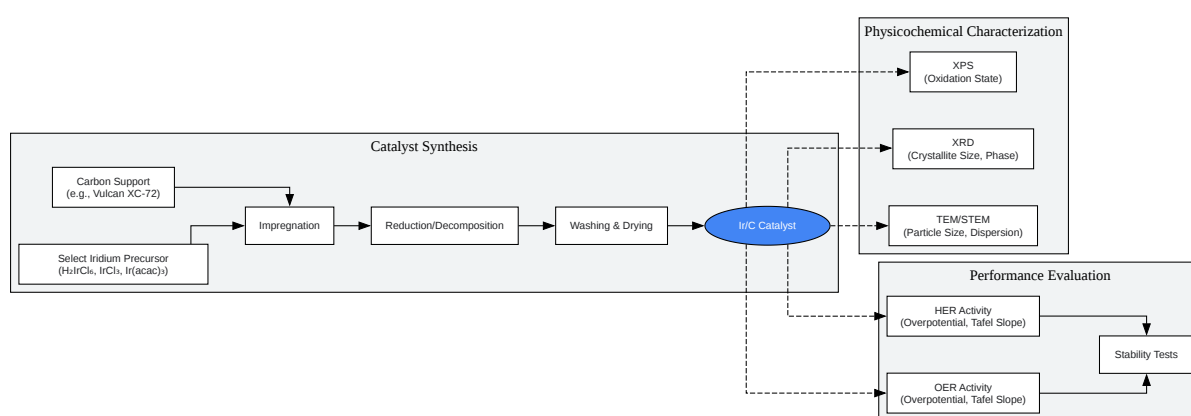 Physicochemical Characterization
XPS
(Oxidation State)
XRD
(Crystallite Size, Phase)
TEM/STEM
(Particle Size, Dispersion)
Catalyst Synthesis
Carbon Support
(e.g., Vulcan XC-72)
Select Iridium Precursor
(H₂IrCl₆, IrCl₃, Ir(acac)₃)
Impregnation
Reduction/Decomposition
Washing & Drying
Ir/C Catalyst
Performance Evaluation
HER Activity
(Overpotential, Tafel Slope)
OER Activity
(Overpotential, Tafel Slope)
Stability Tests